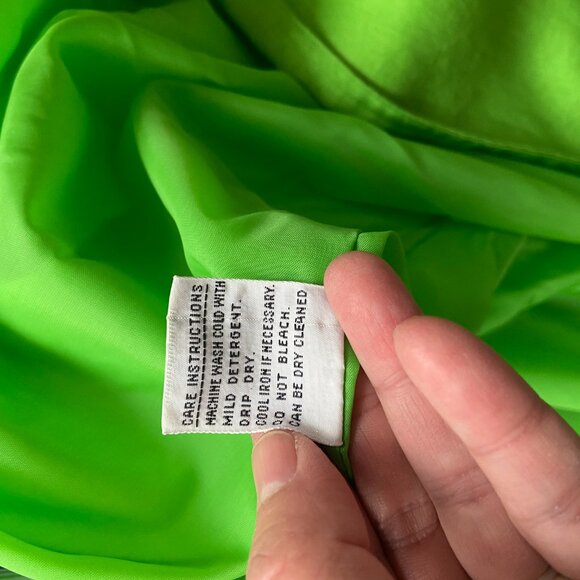 CARE INSTRUCTIONS
MACHINE WASH COLD WITH
MILD DETERGENT.
DRIP DRY.
COOL IRON IF NECESSARY.
DO NOT BLEACH.
CAN BE DRY CLEANED